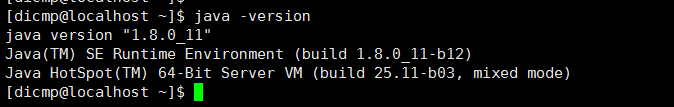 [dicmp@localhost ~]$ java -version
java version "1.8.0_11"
Java(TM) SE Runtime Environment (build 1.8.0_11-b12)
Java HotSpot(TM) 64-Bit Server VM (build 25.11-b03, mixed mode)
[dicmp@localhost ~]$